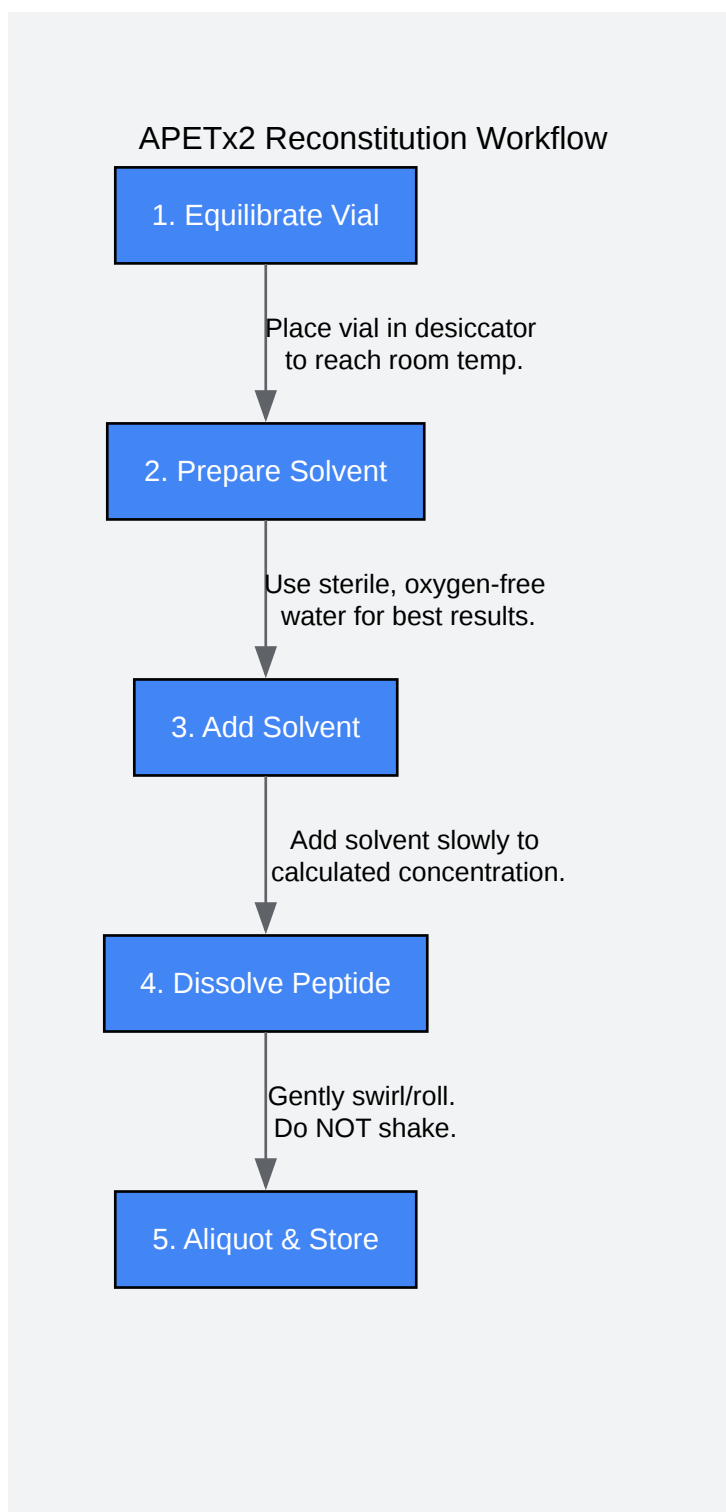 APETx2 Reconstitution Workflow
1. Equilibrate Vial
Place vial in desiccator
to reach room temp.
2. Prepare Solvent
Use sterile, oxygen-free
water for best results.
3. Add Solvent
Add solvent slowly to
calculated concentration.
4. Dissolve Peptide
Gently swirl/roll.
Do NOT shake.
5. Aliquot & Store